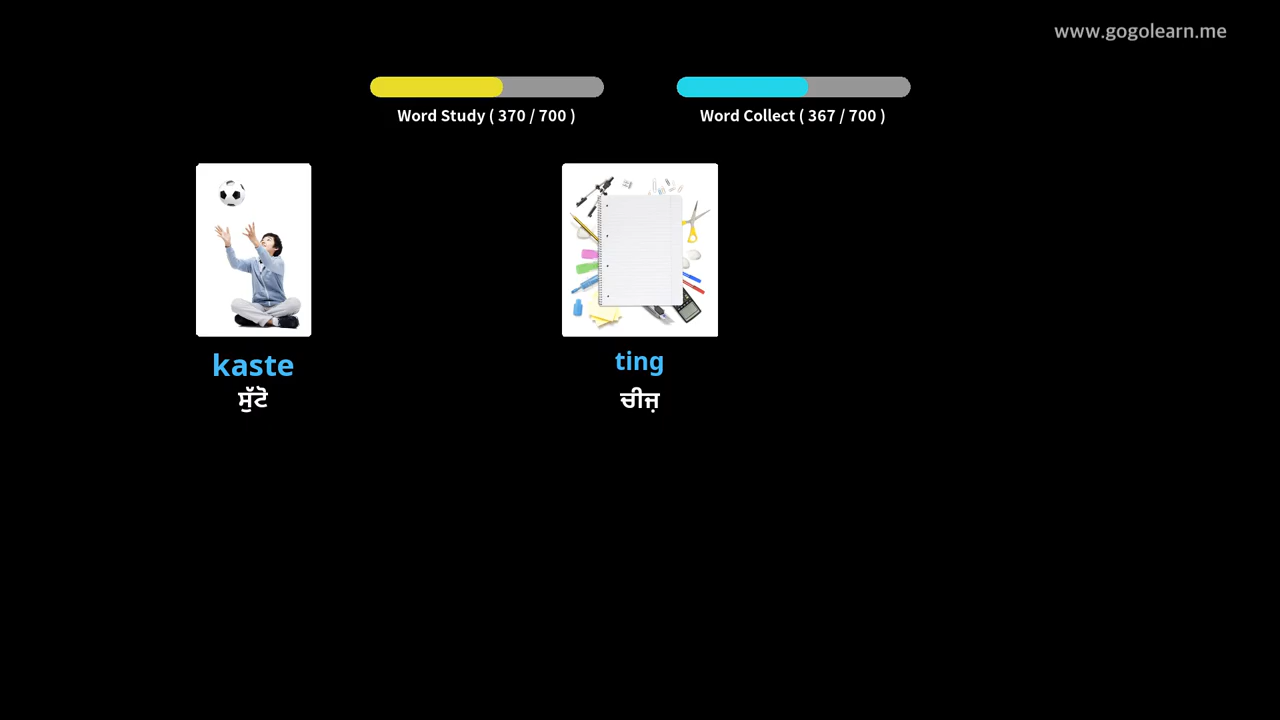 www.gogolearn.me
Word Study ( 370 / 700 )
Word Collect ( 367 / 700 )
kaste
ਸੁੱਟੋ
ting
ਚੀਜ਼